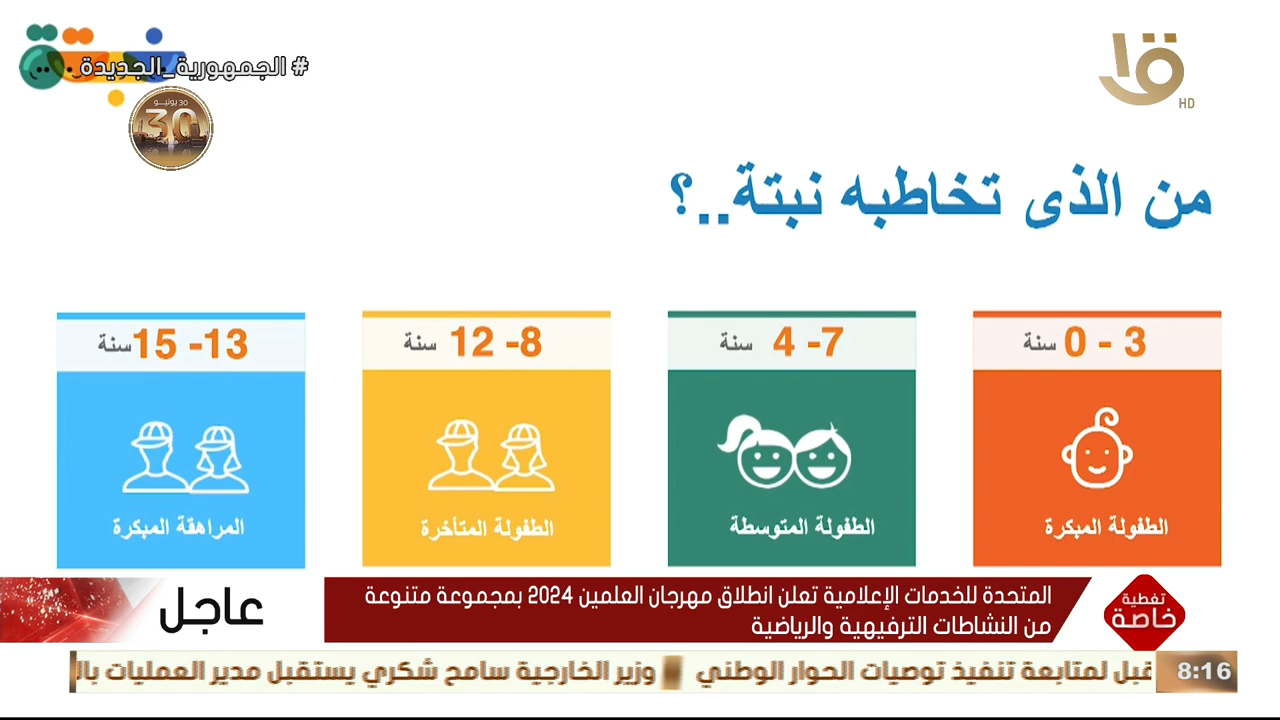 #الجمهورية_الجديدة
30 يونيو
30
HD
من الذى تخاطبه نبتة..؟
0 - 3 سنة
4 -7 سنة
8- 12 سنة
13- 15 سنة
الطفولة المبكرة
الطفولة المتوسطة
الطفولة المتأخرة
المراهقة المبكرة
تغطية
خاصة
المتحدة للخدمات الإعلامية تعلن انطلاق مهرجان العلمين 2024 بمجموعة متنوعة
من النشاطات الترفيهية والرياضية
عاجل
لمتابعة تنفيذ توصيات الحوار الوطني وزير الخارجية سامح شكري يستقبل مدير العمليات
8:16